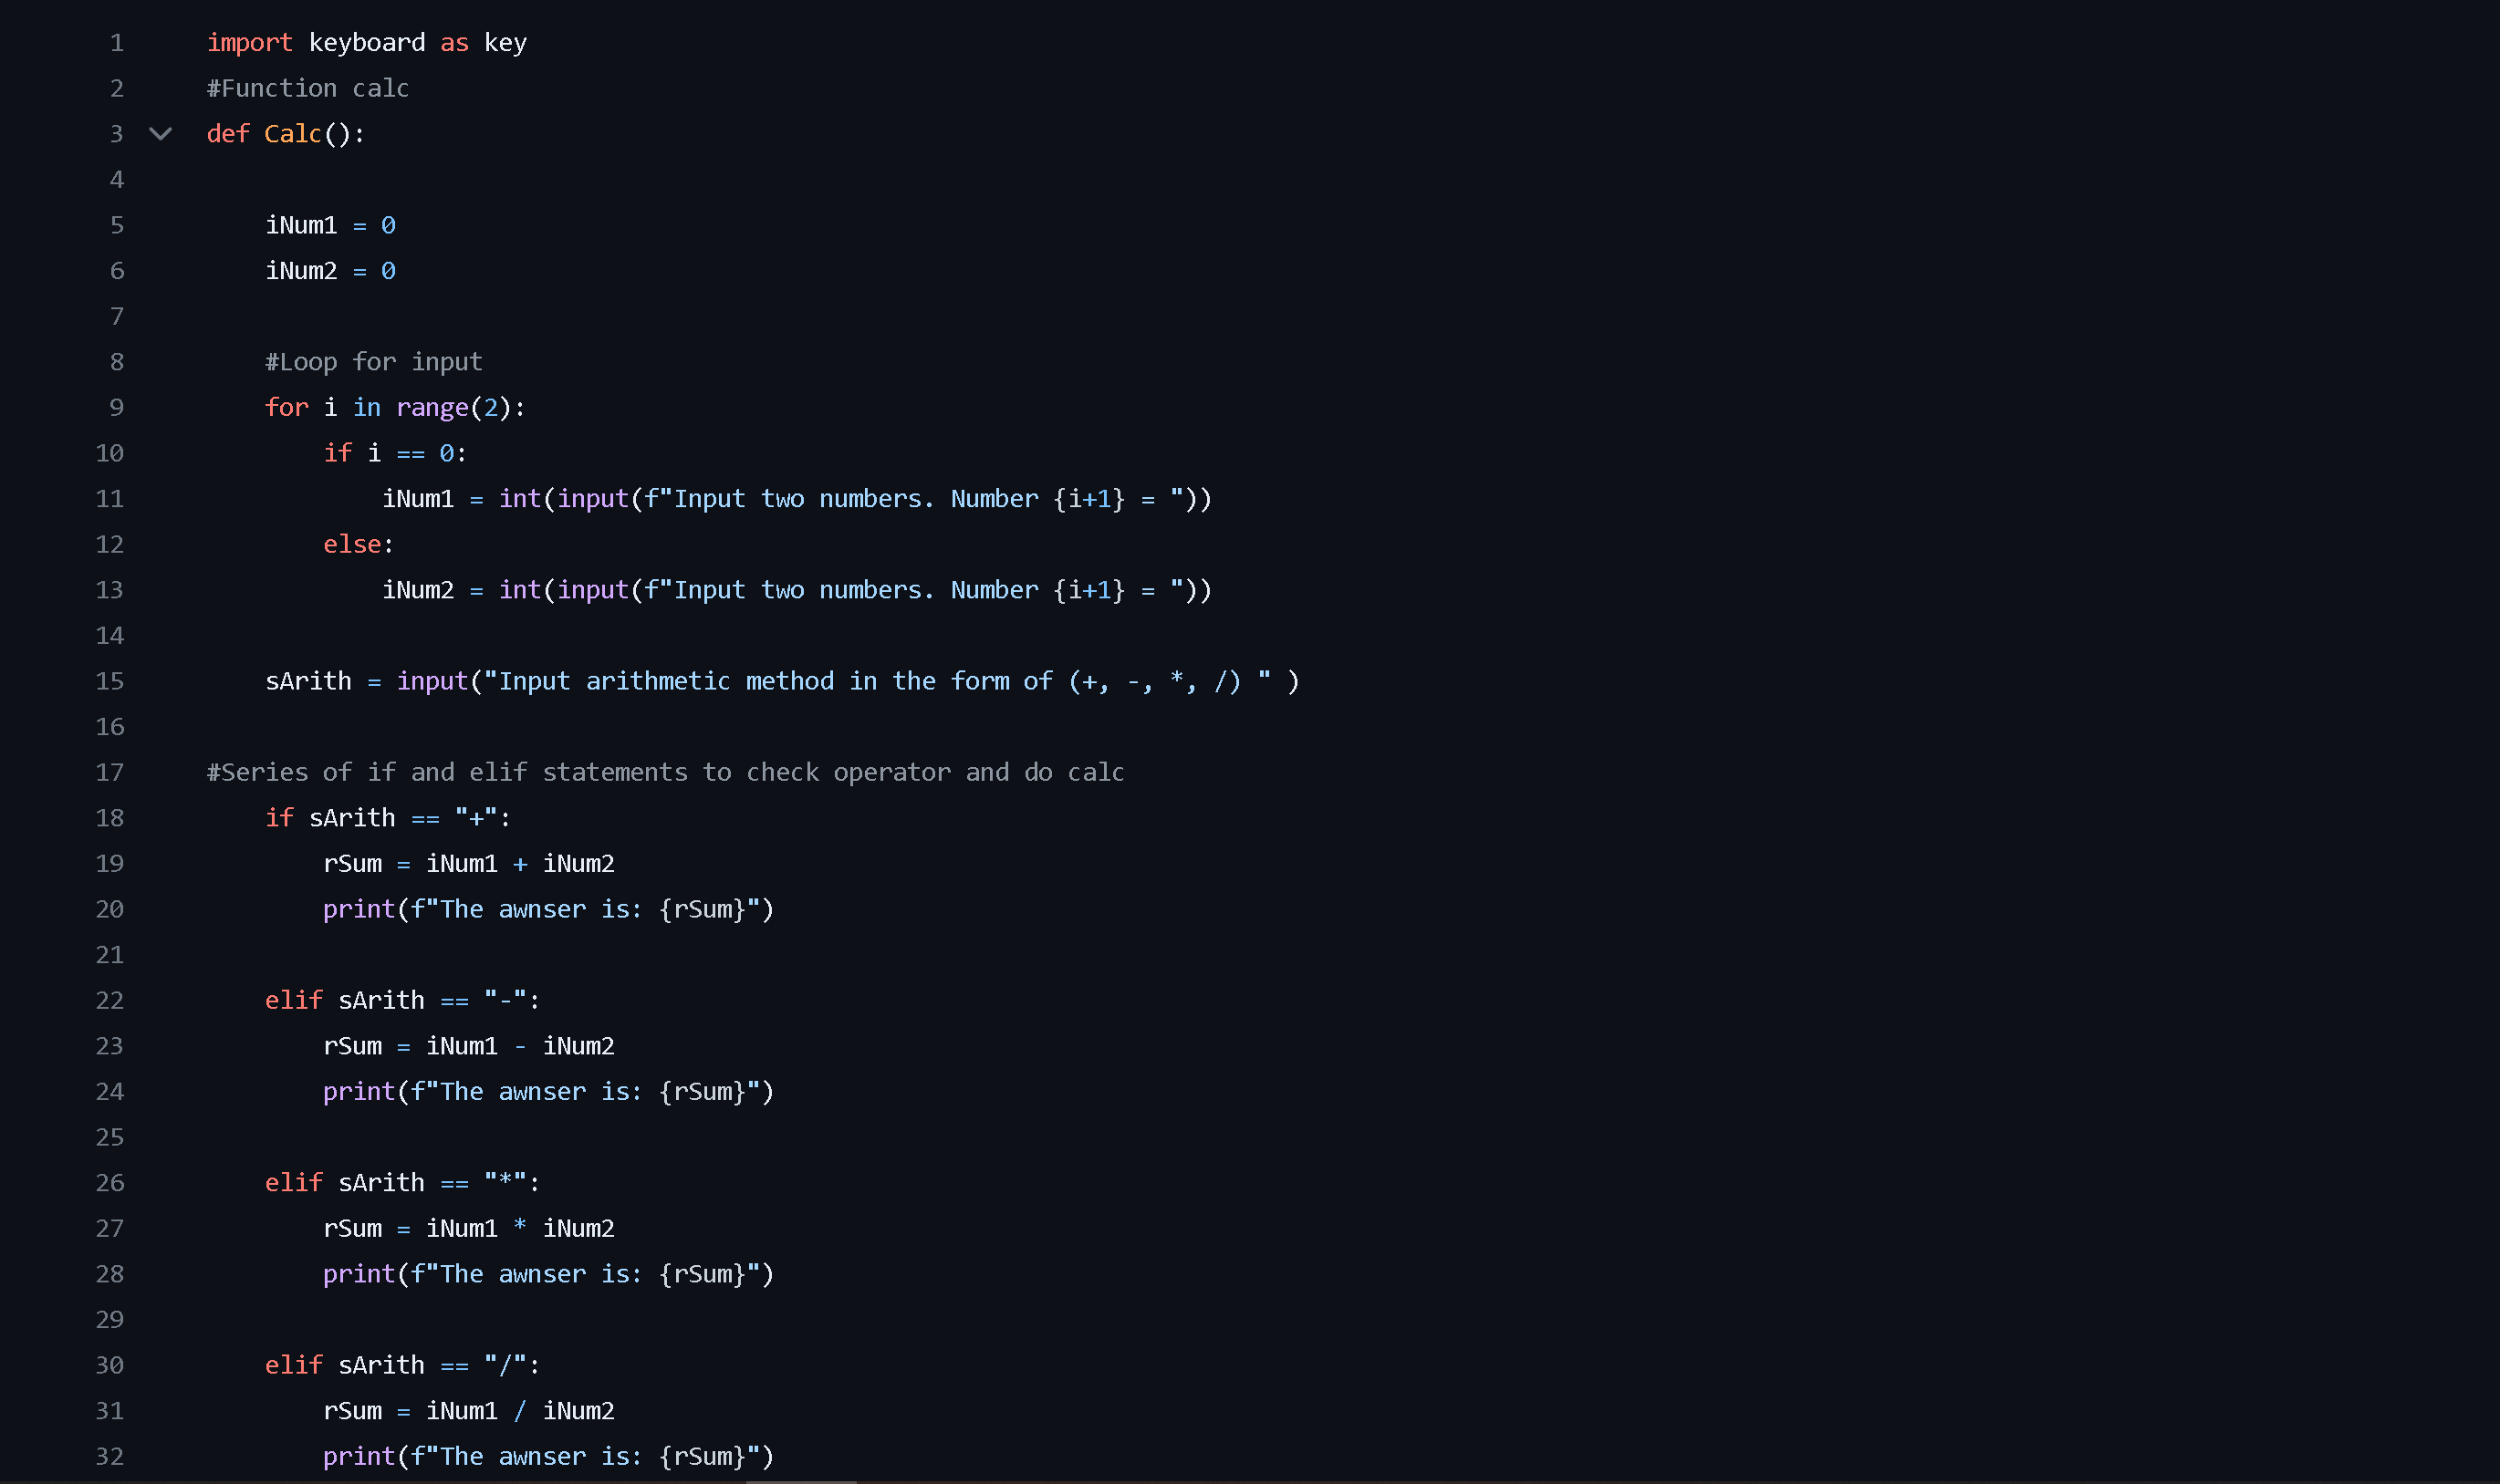 1 import keyboard as key
2 #Function calc
3 def Calc():
4
5     iNum1 = 0
6     iNum2 = 0
7
8     #Loop for input
9     for i in range(2):
10         if i == 0:
11             iNum1 = int(input(f"Input two numbers. Number {i+1} = "))
12         else:
13             iNum2 = int(input(f"Input two numbers. Number {i+1} = "))
14
15     sArith = input("Input arithmetic method in the form of (+, -, *, /) " )
16
17 #Series of if and elif statements to check operator and do calc
18     if sArith == "+":
19         rSum = iNum1 + iNum2
20         print(f"The awnser is: {rSum}")
21
22     elif sArith == "-":
23         rSum = iNum1 - iNum2
24         print(f"The awnser is: {rSum}")
25
26     elif sArith == "*":
27         rSum = iNum1 * iNum2
28         print(f"The awnser is: {rSum}")
29
30     elif sArith == "/":
31         rSum = iNum1 / iNum2
32         print(f"The awnser is: {rSum}")